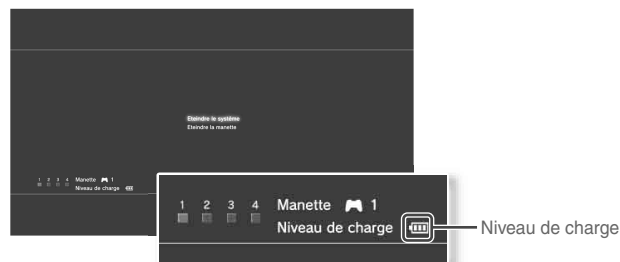 Eteindre le système
Eteindre la manette
1 2 3 4 Manette 1
Niveau de charge
1 2 3 4 Manette 1
Niveau de charge
Niveau de charge